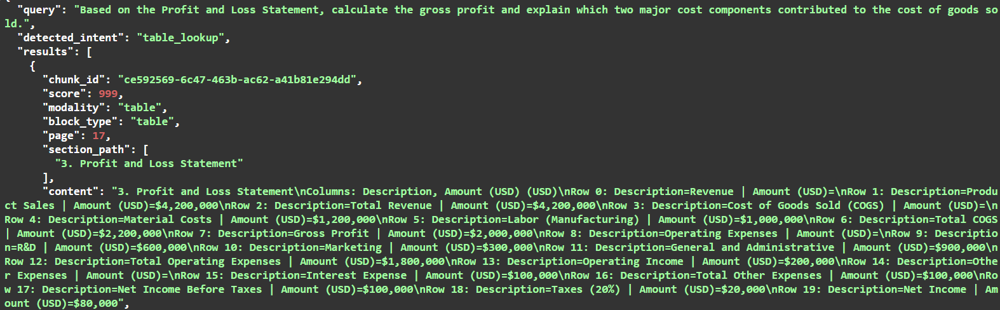 "query": "Based on the Profit and Loss Statement, calculate the gross profit and explain which two major cost components contributed to the cost of goods so
ld.",
"detected_intent": "table_lookup",
"results": [
{
"chunk_id": "ce592569-6c47-463b-ac62-a41b81e294dd",
"score": 999,
"modality": "table",
"block_type": "table",
"page": 17,
"section_path": [
"3. Profit and Loss Statement"
],
"content": "3. Profit and Loss Statement\nColumns: Description, Amount (USD) (USD)\nRow 0: Description=Revenue | Amount (USD)=\nRow 1: Description=Produ
ct Sales | Amount (USD)=$4,200,000\nRow 2: Description=Total Revenue | Amount (USD)=$4,200,000\nRow 3: Description=Cost of Goods Sold (COGS) | Amount (USD)=\n
Row 4: Description=Material Costs | Amount (USD)=$1,200,000\nRow 5: Description=Labor (Manufacturing) | Amount (USD)=$1,000,000\nRow 6: Description=Total COGS
| Amount (USD)=$2,200,000\nRow 7: Description=Gross Profit | Amount (USD)=$2,000,000\nRow 8: Description=Operating Expenses | Amount (USD)=\nRow 9: Descriptio
n=R&D | Amount (USD)=$600,000\nRow 10: Description=Marketing | Amount (USD)=$300,000\nRow 11: Description=General and Administrative | Amount (USD)=$900,000\n
Row 12: Description=Total Operating Expenses | Amount (USD)=$1,800,000\nRow 13: Description=Operating Income | Amount (USD)=$200,000\nRow 14: Description=Othe
r Expenses | Amount (USD)=\nRow 15: Description=Interest Expense | Amount (USD)=$100,000\nRow 16: Description=Total Other Expenses | Amount (USD)=$100,000\nRo
w 17: Description=Net Income Before Taxes | Amount (USD)=$100,000\nRow 18: Description=Taxes (20%) | Amount (USD)=$20,000\nRow 19: Description=Net Income | Am
ount (USD)=$80,000",